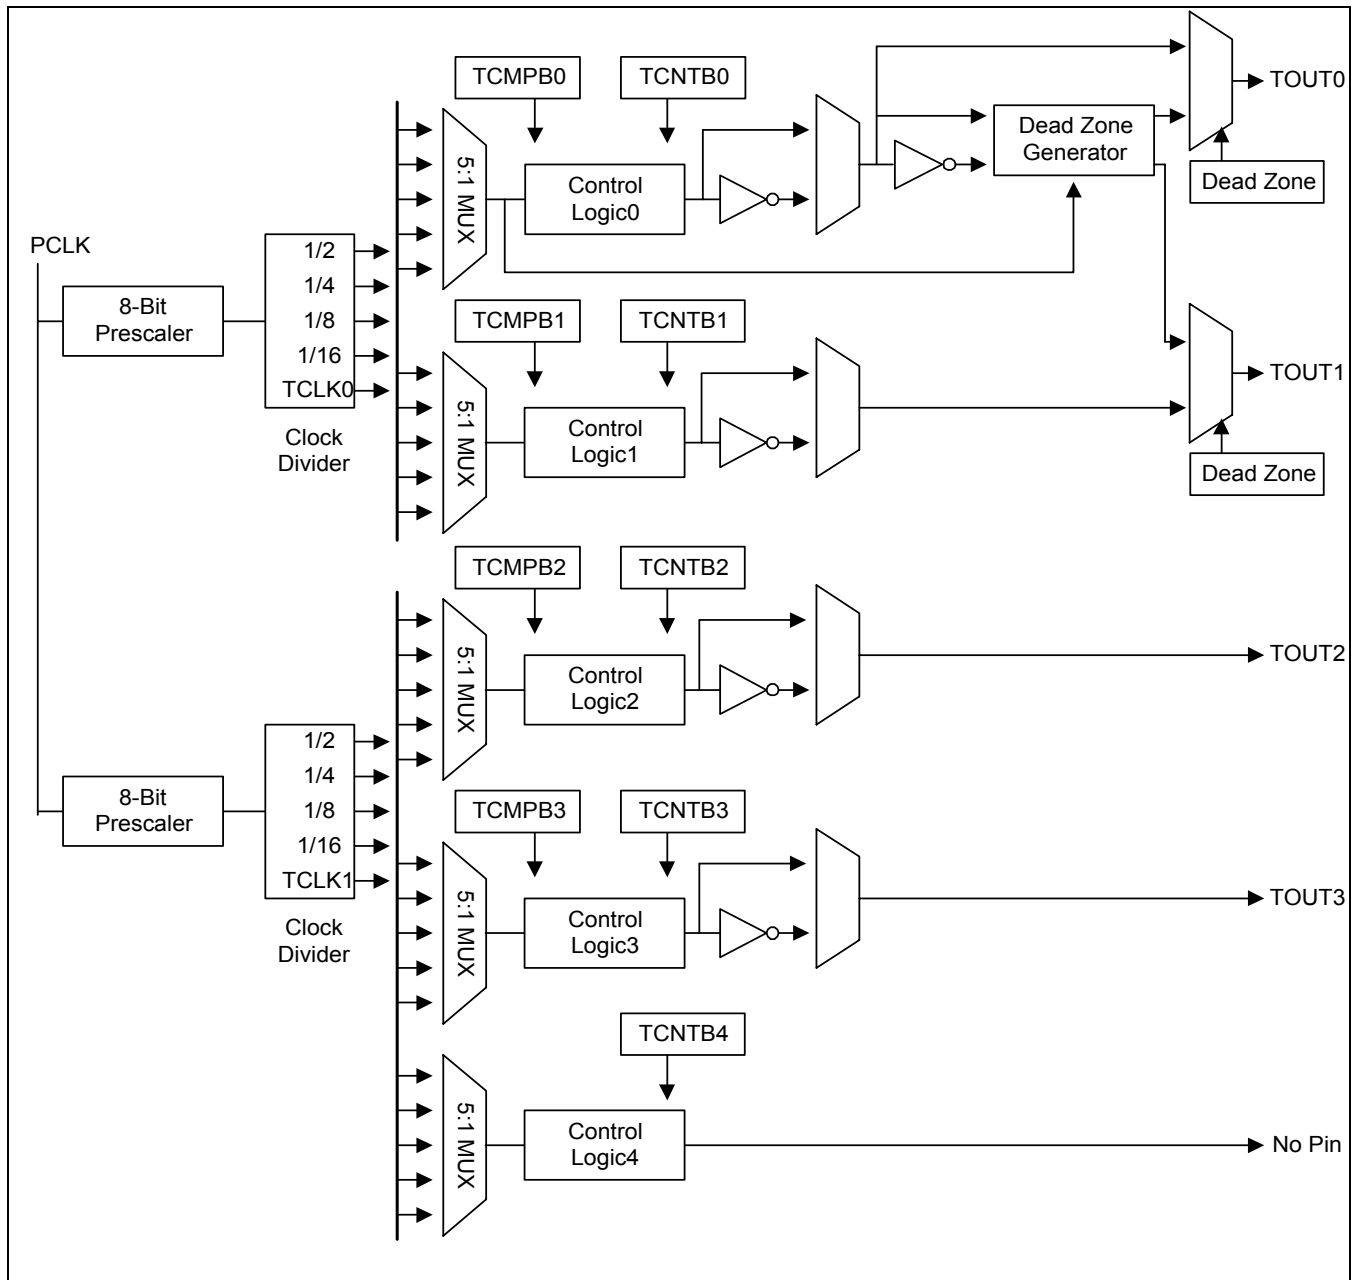 TCMPB0
TCNTB0
TOUT0
5:1 MUX
Control
Logic0
Dead Zone
Generator
Dead Zone
PCLK
8-Bit
Prescaler
1/2
1/4
1/8
1/16
TCLK0
Clock
Divider
TCMPB1
TCNTB1
5:1 MUX
Control
Logic1
TOUT1
Dead Zone
TCMPB2
TCNTB2
5:1 MUX
Control
Logic2
TOUT2
8-Bit
Prescaler
1/2
1/4
1/8
1/16
TCLK1
Clock
Divider
TCMPB3
TCNTB3
5:1 MUX
Control
Logic3
TOUT3
TCNTB4
5:1 MUX
Control
Logic4
No Pin